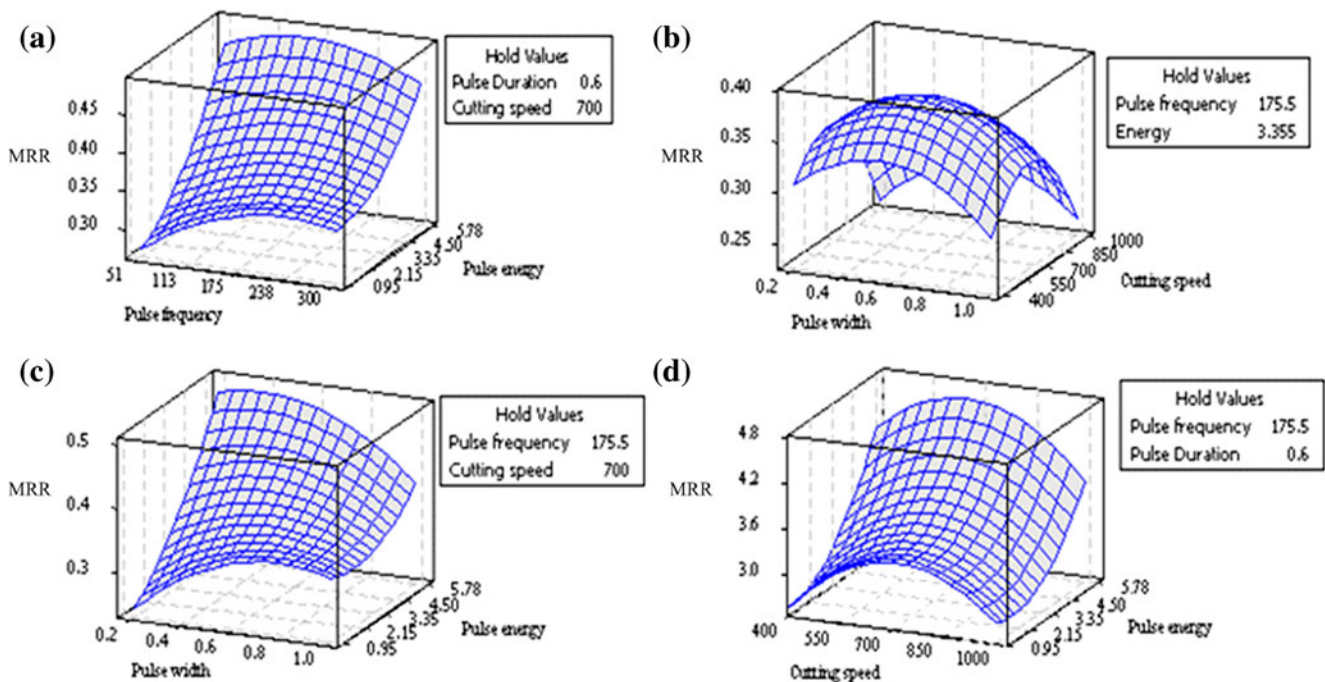 (a)
Hold Values
Pulse Duration 0.6
Cutting speed 700
MRR
0.45
0.40
0.35
0.30
51 113 175 238 300
Pulse frequency
095 2.15 3.35 4.50 5.78
Pulse energy
(b)
Hold Values
Pulse frequency 175.5
Energy 3.355
MRR
0.40
0.35
0.30
0.25
0.2 0.4 0.6 0.8 1.0
Pulse width
400 550 700 850 1000
Cutting speed
(c)
Hold Values
Pulse frequency 175.5
Cutting speed 700
MRR
0.5
0.4
0.3
0.2 0.4 0.6 0.8 1.0
Pulse width
0.95 2.15 3.35 4.50 5.78
Pulse energy
(d)
Hold Values
Pulse frequency 175.5
Pulse Duration 0.6
MRR
4.8
4.2
3.6
3.0
400 550 700 850 1000
Cutting speed
095 2.15 3.35 4.50 5.78
Pulse energy